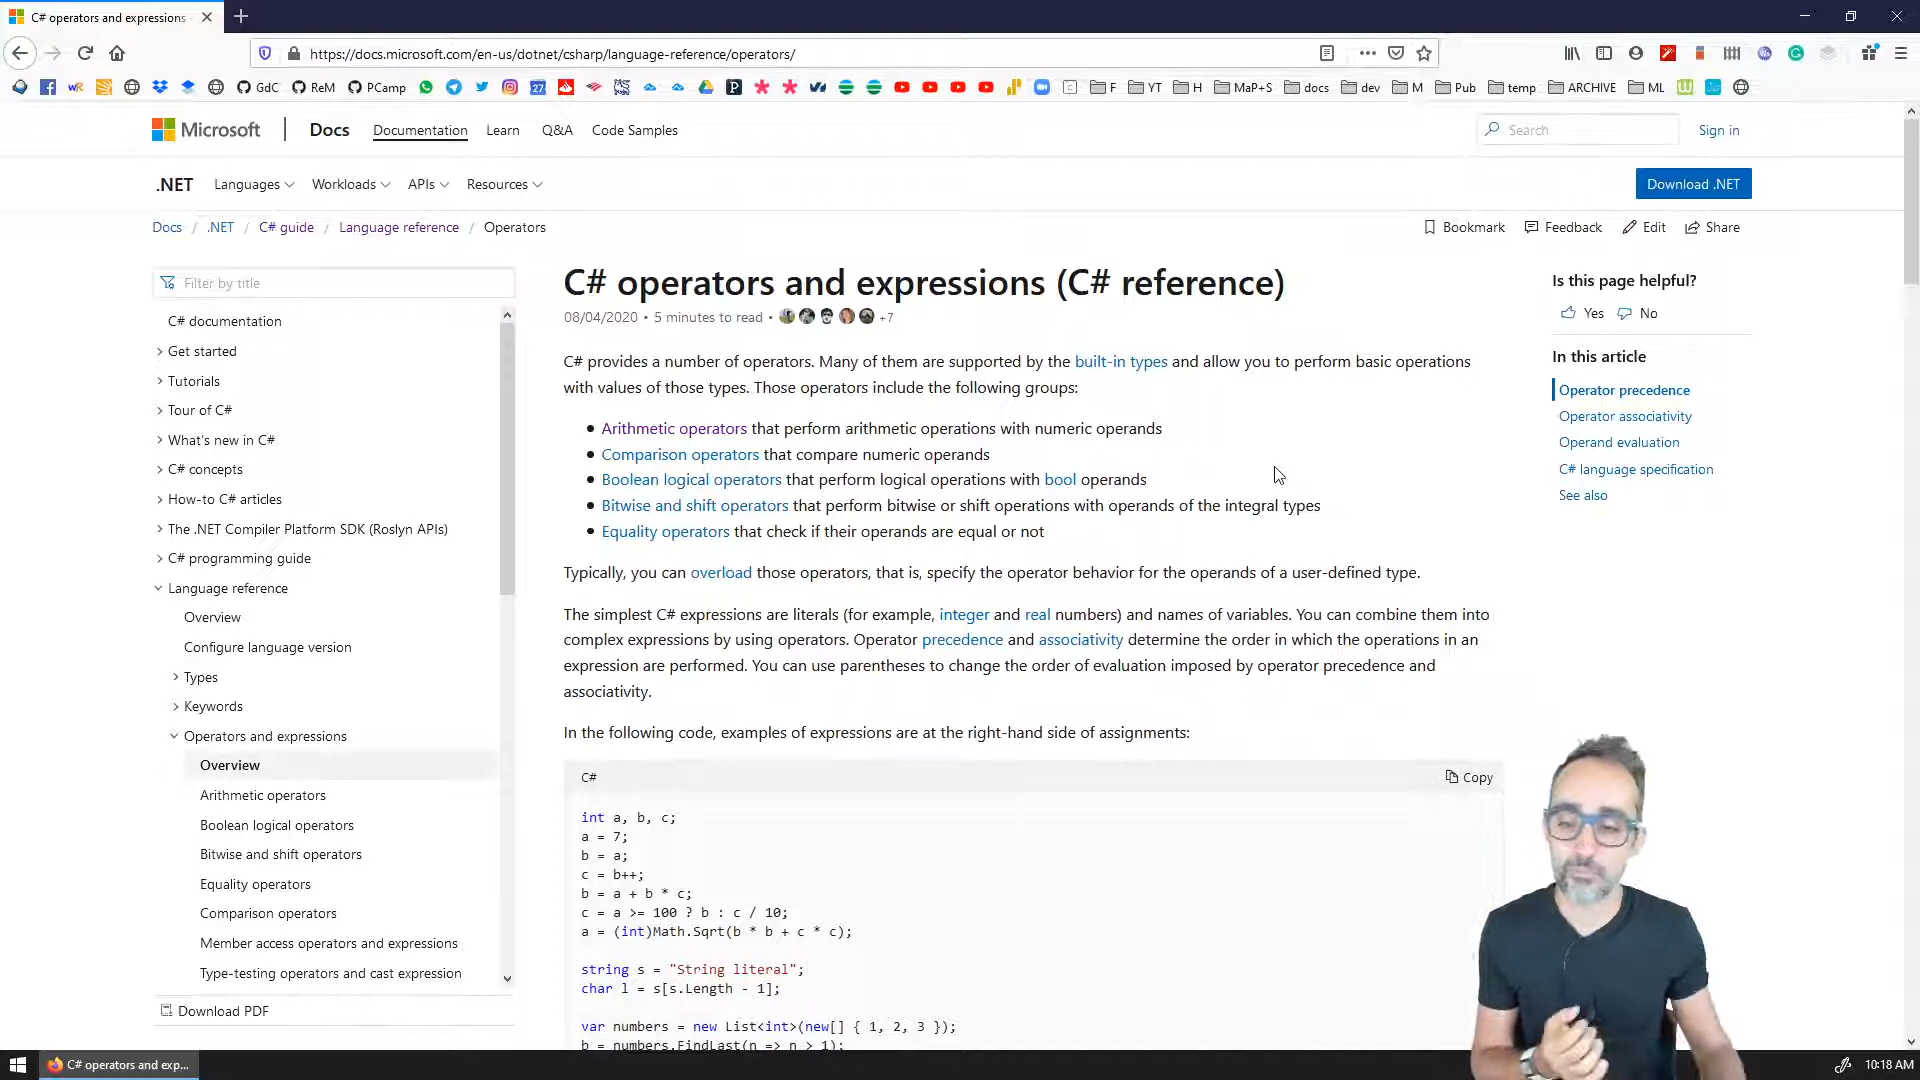 C# operators and expressions
https://docs.microsoft.com/en-us/dotnet/csharp/language-reference/operators/
GdC
ReM
PCamp
F
YT
H
MaP+S
docs
dev
M
Pub
temp
ARCHIVE
ML
Microsoft
Docs
Documentation
Learn
Q&A
Code Samples
Search
Sign in
.NET
Languages
Workloads
APIs
Resources
Download .NET
Docs / .NET / C# guide / Language reference / Operators
Bookmark
Feedback
Edit
Share
Filter by title
C# documentation
Get started
Tutorials
Tour of C#
What's new in C#
C# concepts
How-to C# articles
The .NET Compiler Platform SDK (Roslyn APIs)
C# programming guide
Language reference
Overview
Configure language version
Types
Keywords
Operators and expressions
Overview
Arithmetic operators
Boolean logical operators
Bitwise and shift operators
Equality operators
Comparison operators
Member access operators and expressions
Type-testing operators and cast expression
Download PDF
C# operators and expressions (C# reference)
08/04/2020 • 5 minutes to read • +7
C# provides a number of operators. Many of them are supported by the built-in types and allow you to perform basic operations
with values of those types. Those operators include the following groups:
• Arithmetic operators that perform arithmetic operations with numeric operands
• Comparison operators that compare numeric operands
• Boolean logical operators that perform logical operations with bool operands
• Bitwise and shift operators that perform bitwise or shift operations with operands of the integral types
• Equality operators that check if their operands are equal or not
Typically, you can overload those operators, that is, specify the operator behavior for the operands of a user-defined type.
The simplest C# expressions are literals (for example, integer and real numbers) and names of variables. You can combine them into
complex expressions by using operators. Operator precedence and associativity determine the order in which the operations in an
expression are performed. You can use parentheses to change the order of evaluation imposed by operator precedence and
associativity.
In the following code, examples of expressions are at the right-hand side of assignments:
C#
Copy
int a, b, c;
a = 7;
b = a;
c = b++;
b = a + b * c;
c = a >= 100 ? b : c / 10;
a = (int)Math.Sqrt(b * b + c * c);
string s = "String literal";
char l = s[s.Length - 1];
var numbers = new List<int>(new[] { 1, 2, 3 });
b = numbers.FindLast(n => n > 1);
Is this page helpful?
Yes
No
In this article
Operator precedence
Operator associativity
Operand evaluation
C# language specification
See also
C# operators and exp...
10:18 AM